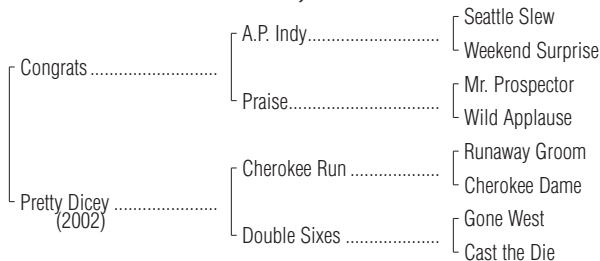 Seattle Slew
A.P. Indy..................................
Weekend Surprise
Congrats ..........................
Mr. Prospector
Praise.......................................
Wild Applause
Runaway Groom
Cherokee Run ......................
Cherokee Dame
Pretty Dicey .....................
(2002)
Gone West
Double Sixes .......................
Cast the Die